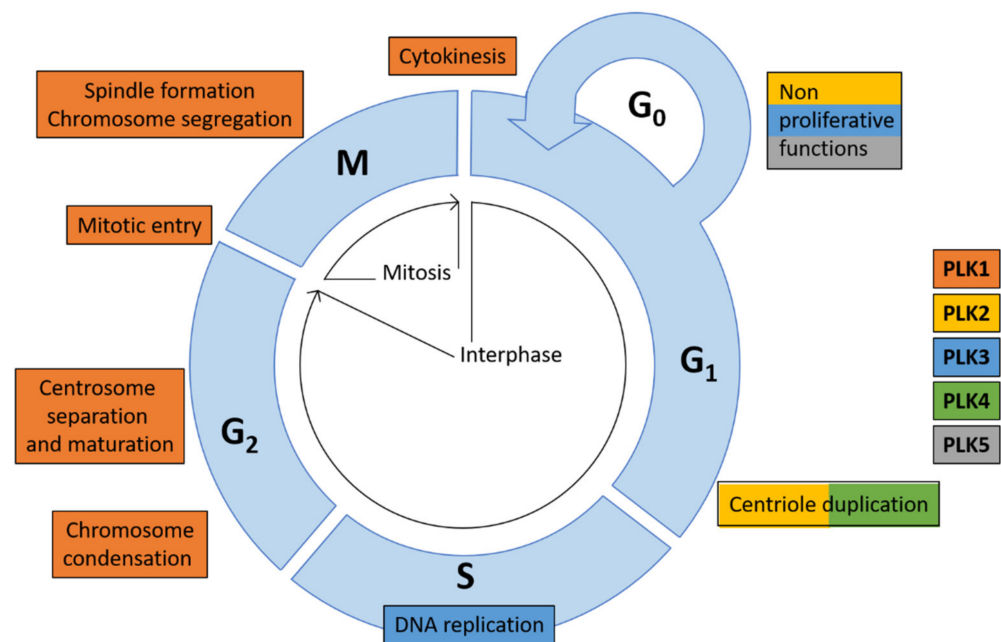 Cytokinesis
Spindle formation
Chromosome segregation
G0
Non
proliferative
functions
M
Mitotic entry
Mitosis
PLK1
PLK2
Interphase
PLK3
G1
Centrosome
separation
and maturation
G2
PLK4
PLK5
Centriole duplication
Chromosome
condensation
S
DNA replication